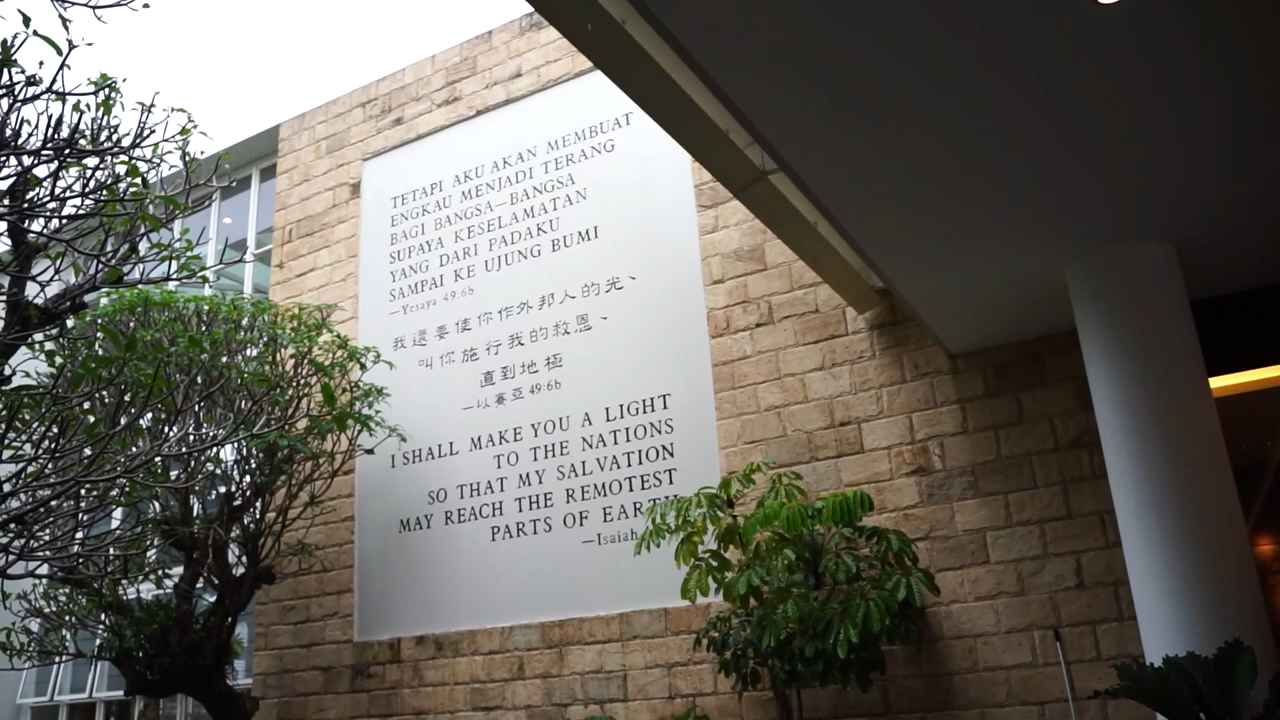 TETAPI AKU AKAN MEMBUAT
ENGKAU MENJADI TERANG
BAGI BANGSA—BANGSA
SUPAYA KESELAMATAN
YANG DARI PADAKU
SAMPAI KE UJUNG BUMI
—Yesaya 49:6b
我還要使你作外邦人的光、
叫你施行我的救恩、
直到地極
—以賽亞 49:6b
I SHALL MAKE YOU A LIGHT
TO THE NATIONS
SO THAT MY SALVATION
MAY REACH THE REMOTEST
PARTS OF EARTH
—Isaiah